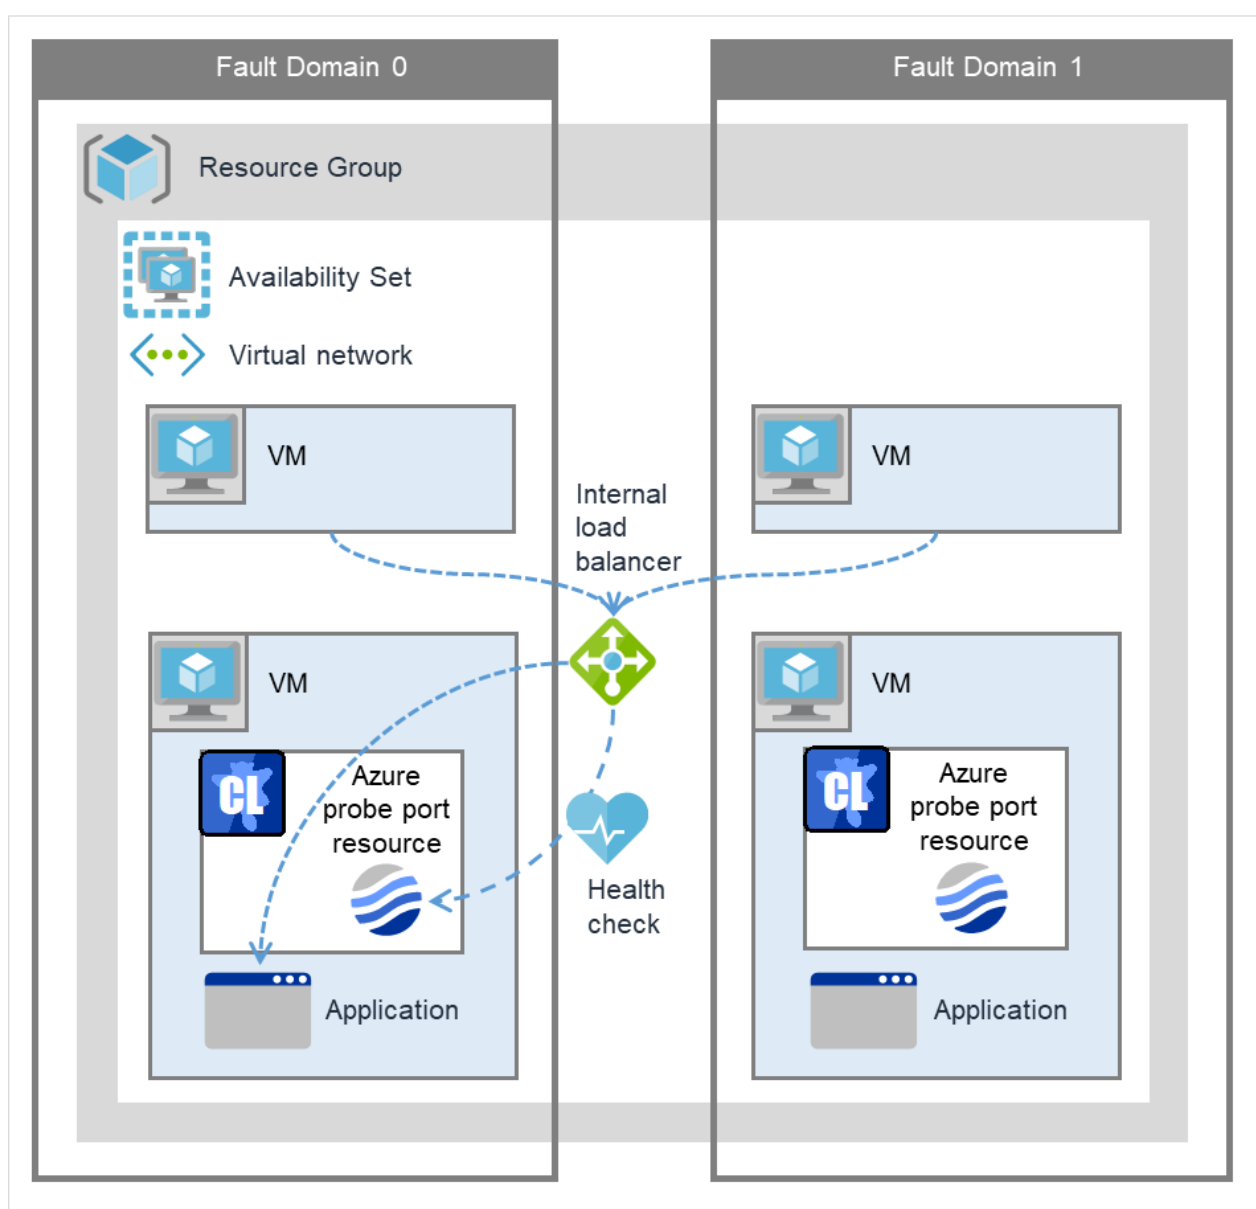 Fault Domain 0
Fault Domain 1
Resource Group
Availability Set
Virtual network
VM
VM
Internal
load
balancer
VM
VM
CL
Azure
probe port
resource
CL
Azure
probe port
resource
Health
check
Application
Application